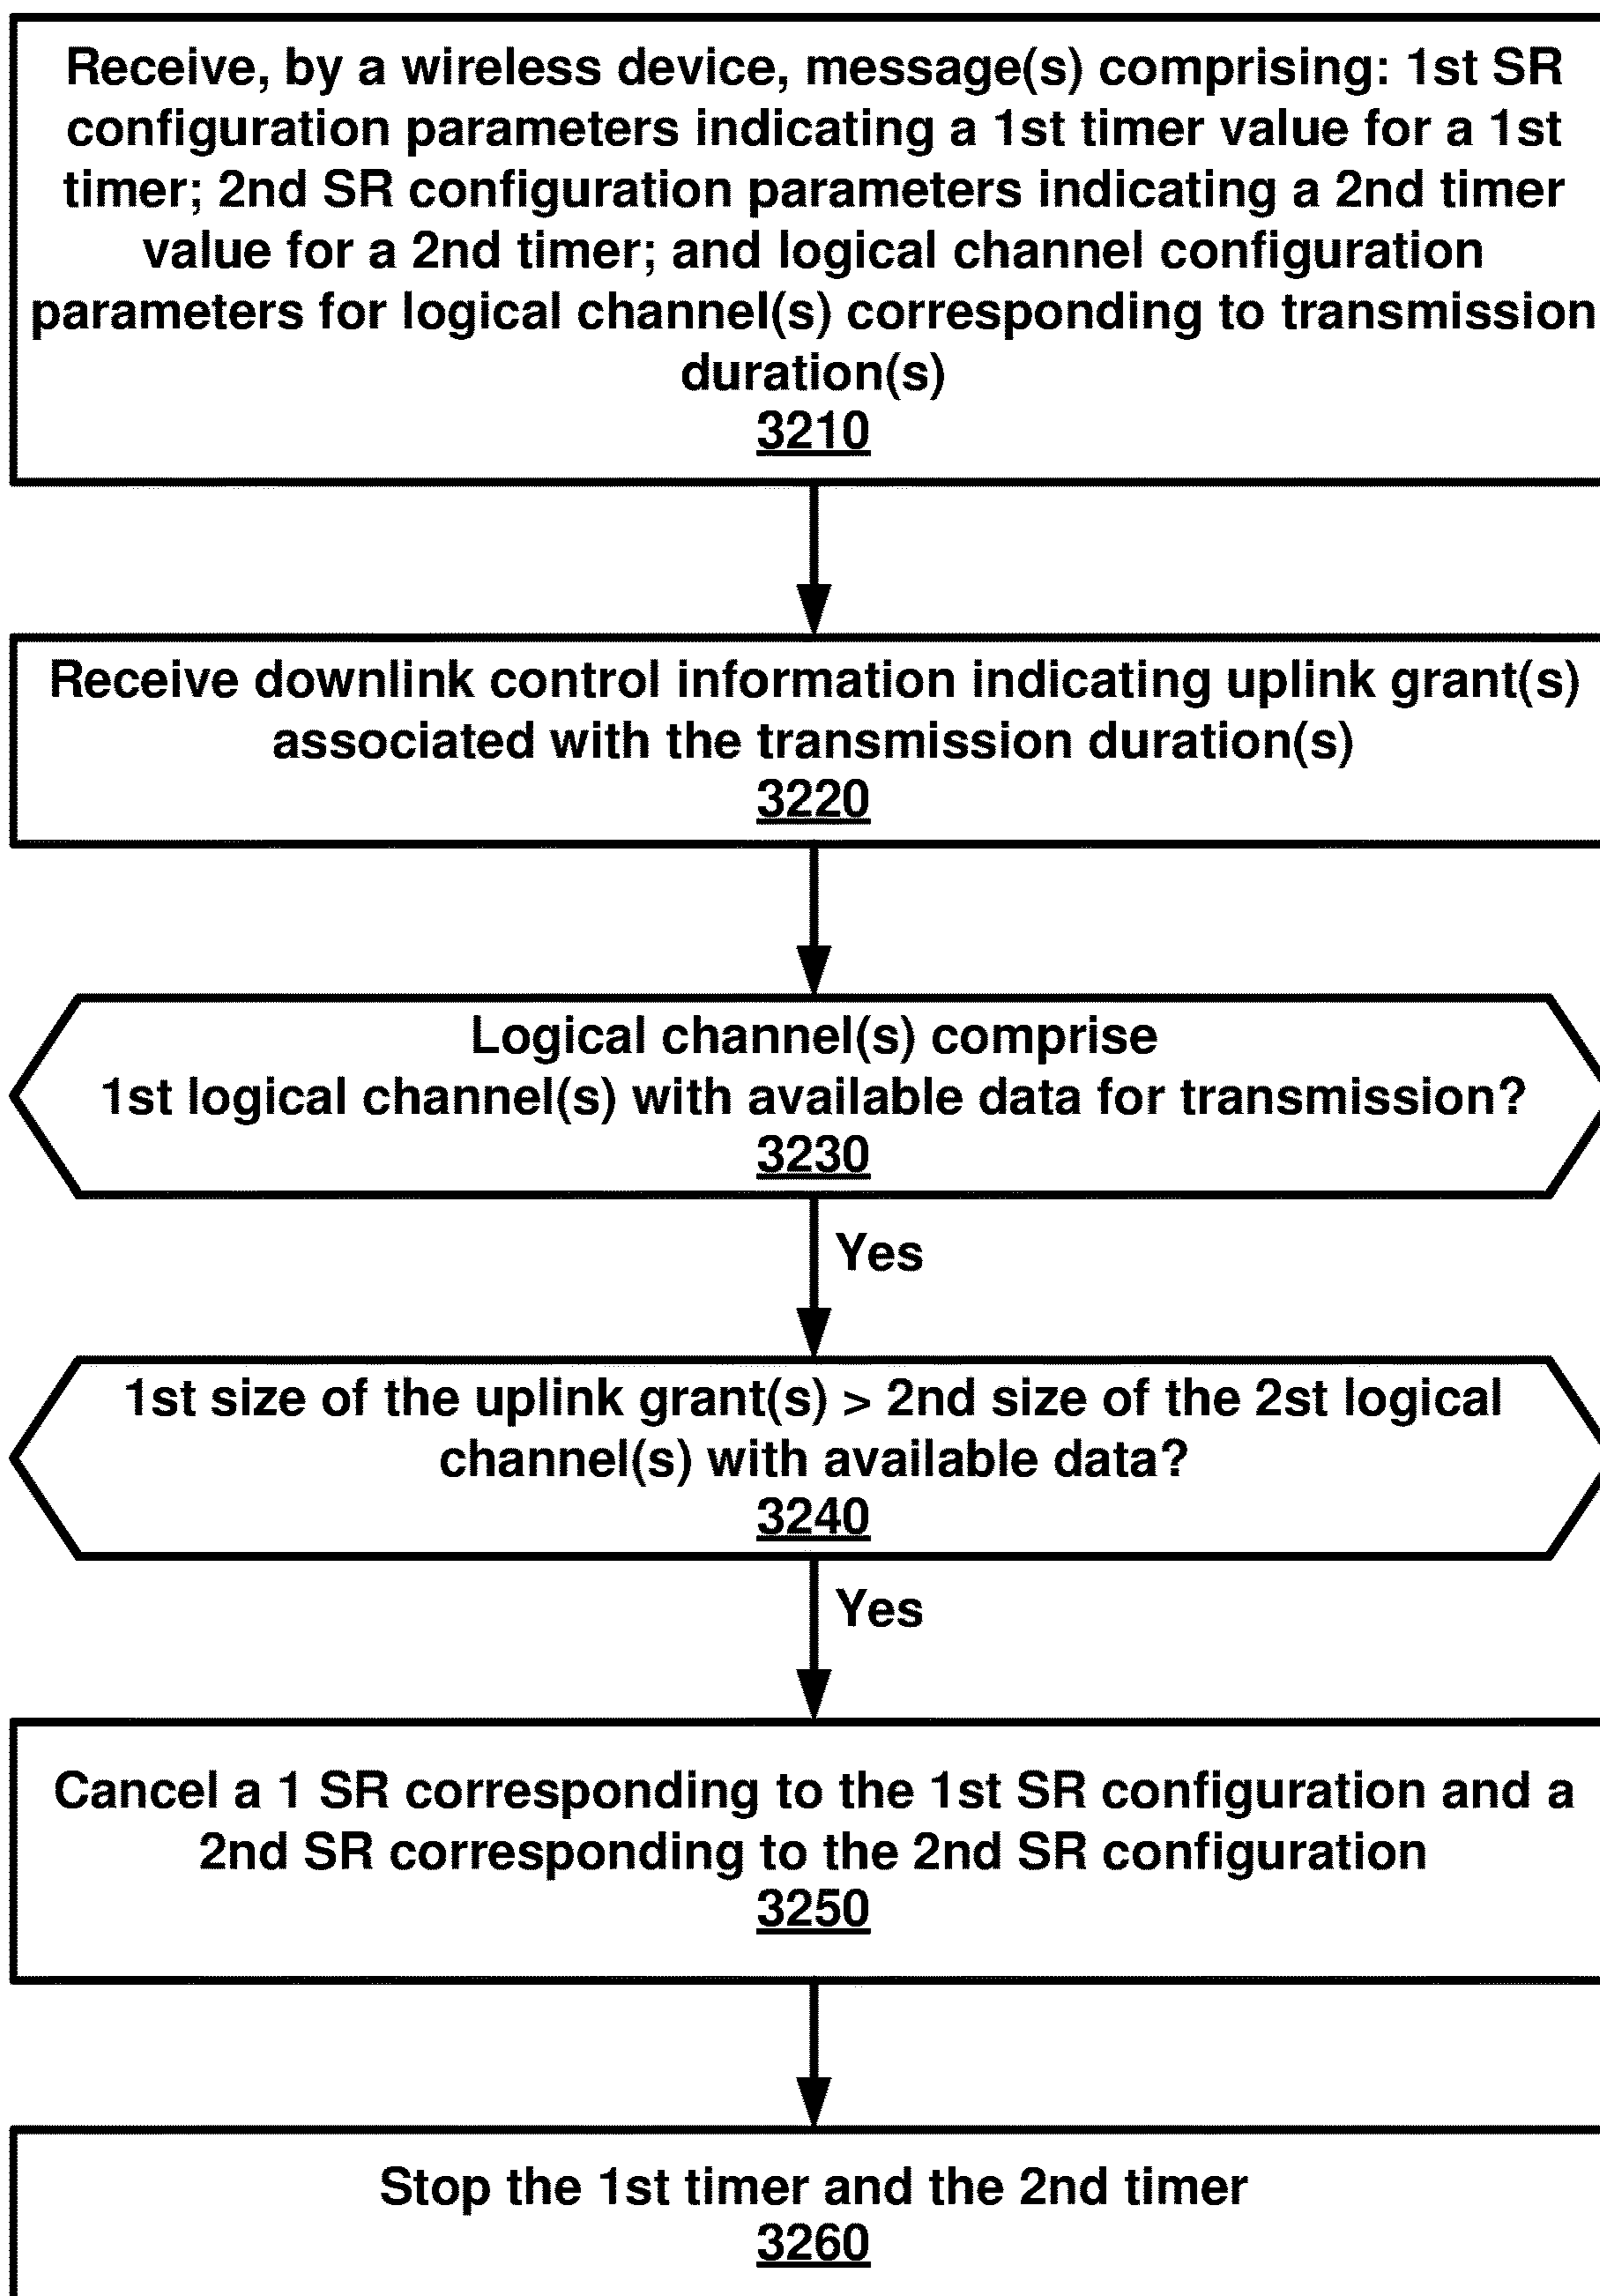 Receive, by a wireless device, message(s) comprising: 1st SR
configuration parameters indicating a 1st timer value for a 1st
timer; 2nd SR configuration parameters indicating a 2nd timer
value for a 2nd timer; and logical channel configuration
parameters for logical channel(s) corresponding to transmission
duration(s)
3210
Receive downlink control information indicating uplink grant(s)
associated with the transmission duration(s)
3220
Logical channel(s) comprise
1st logical channel(s) with available data for transmission?
3230
Yes
1st size of the uplink grant(s) > 2nd size of the 2st logical
channel(s) with available data?
3240
Yes
Cancel a 1 SR corresponding to the 1st SR configuration and a
2nd SR corresponding to the 2nd SR configuration
3250
Stop the 1st timer and the 2nd timer
3260